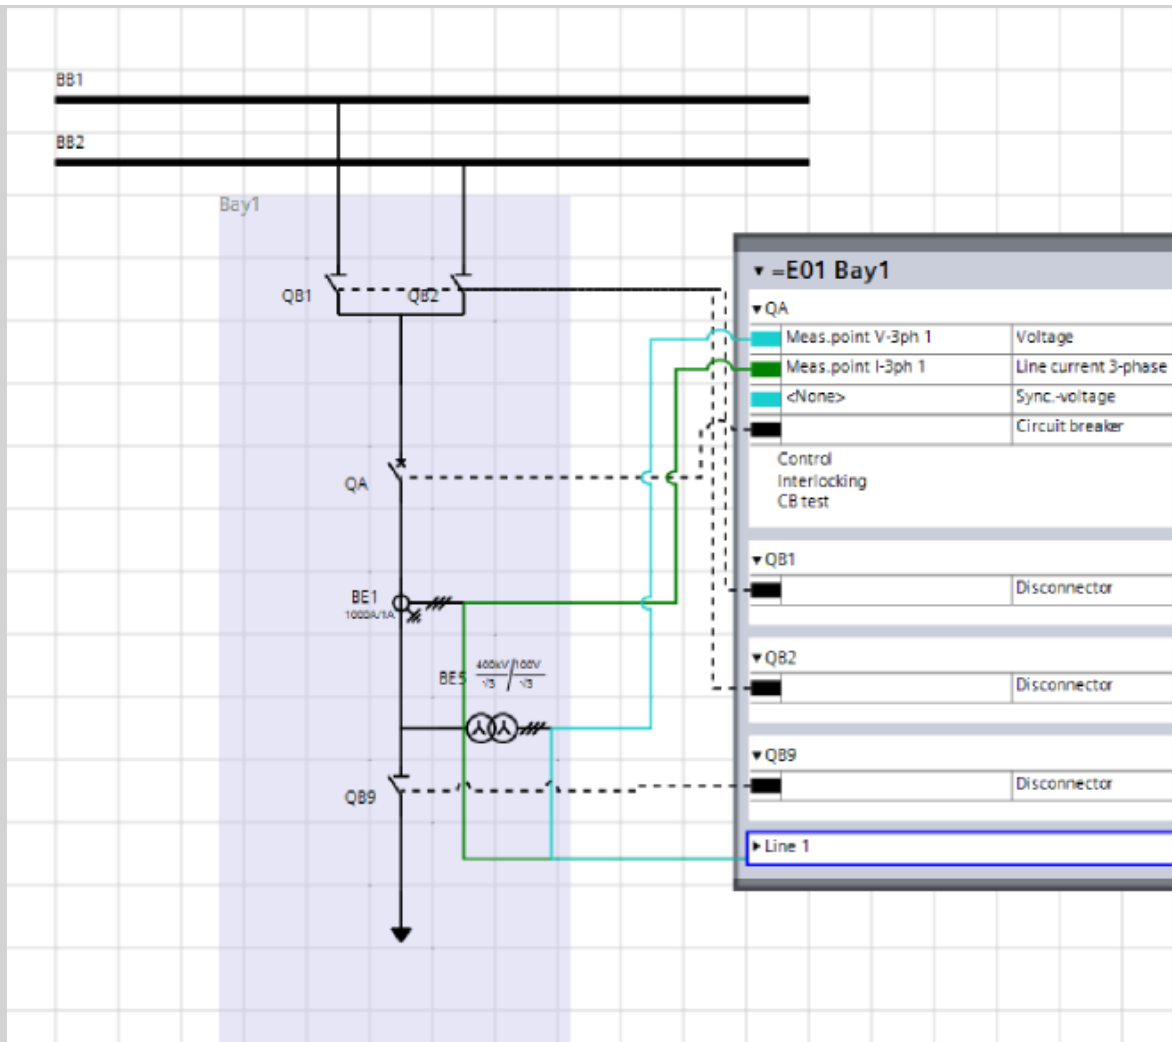 BB1
BB2
Bay1
QB1
QB2
QA
BE1
1000A/1A
BE5
400kV/100V
√3 √3
QB9
▼ =E01 Bay1
▼QA
Meas.point V-3ph 1 Voltage
Meas.point I-3ph 1 Line current 3-phase
<None> Sync.-voltage
Circuit breaker
Control
Interlocking
CB test
▼QB1
Disconnector
▼QB2
Disconnector
▼QB9
Disconnector
▶Line 1